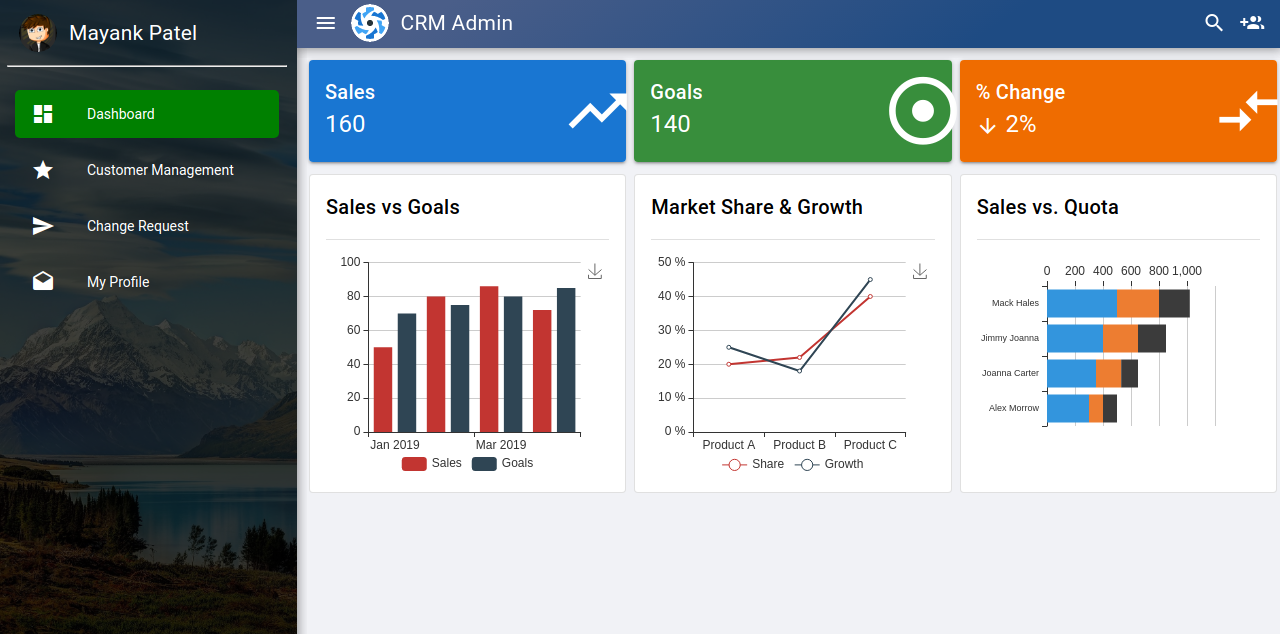 Mayank Patel
Dashboard
Customer Management
Change Request
My Profile
CRM Admin
Sales
160
Goals
140
% Change
2%
Sales vs Goals
100
80
60
40
20
0
Jan 2019 Mar 2019
Sales Goals
Market Share & Growth
50 %
40 %
30 %
20 %
10 %
0 %
Product A Product B Product C
Share Growth
Sales vs. Quota
0 200 400 600 800 1,000
Mack Hales
Jimmy Joanna
Joanna Carter
Alex Morrow